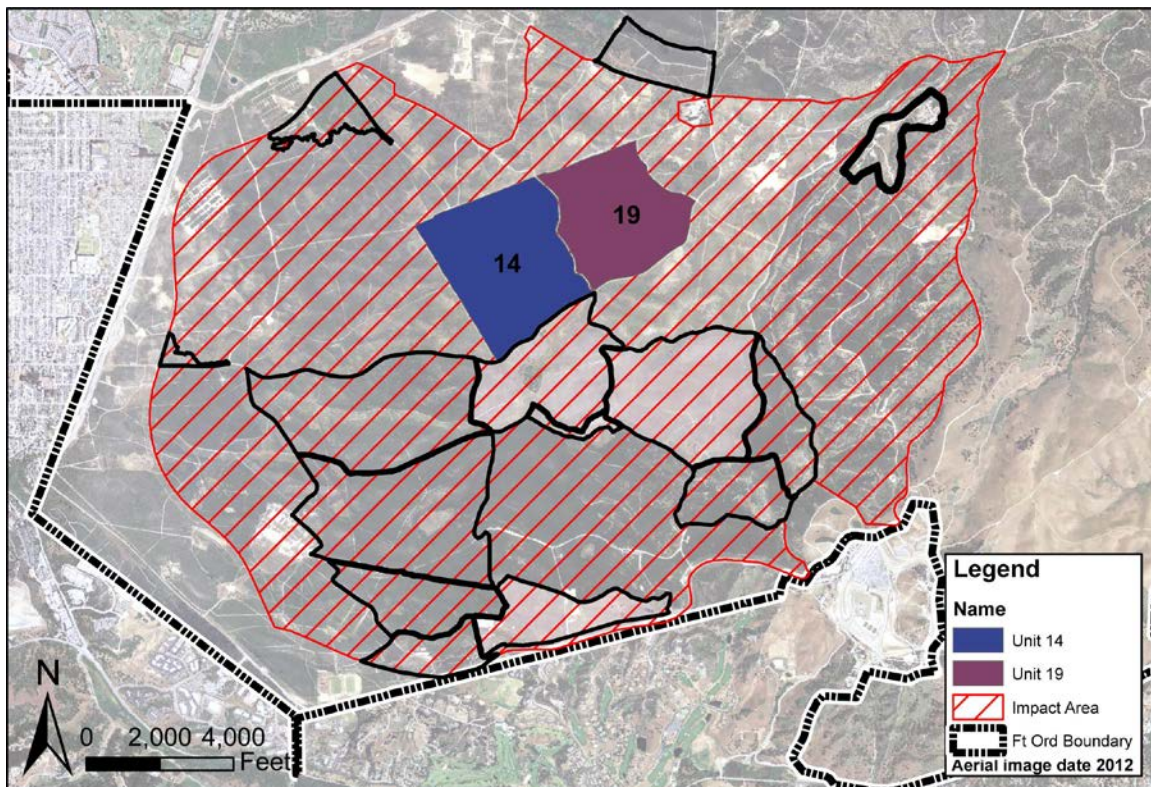 19
14
N
0 2,000 4,000
Feet
Legend
Name
Unit 14
Unit 19
Impact Area
Ft Ord Boundary
Aerial image date 2012